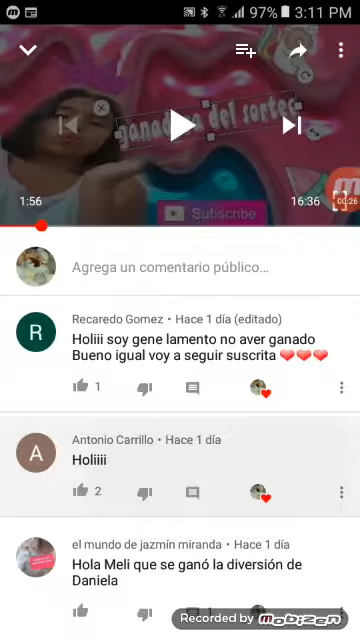 97% 3:11 PM
ganadora del sorteo
1:56
16:36
00:26
Subscribe
Agrega un comentario público...
R
Recaredo Gomez • Hace 1 día (editado)
Holiii soy gene lamento no aver ganado
Bueno igual voy a seguir suscrita ❤❤❤
1
A
Antonio Carrillo • Hace 1 día
Holiiii
2
el mundo de jazmín miranda • Hace 1 día
Hola Meli que se ganó la diversión de
Daniela
1
Recorded by mobizen